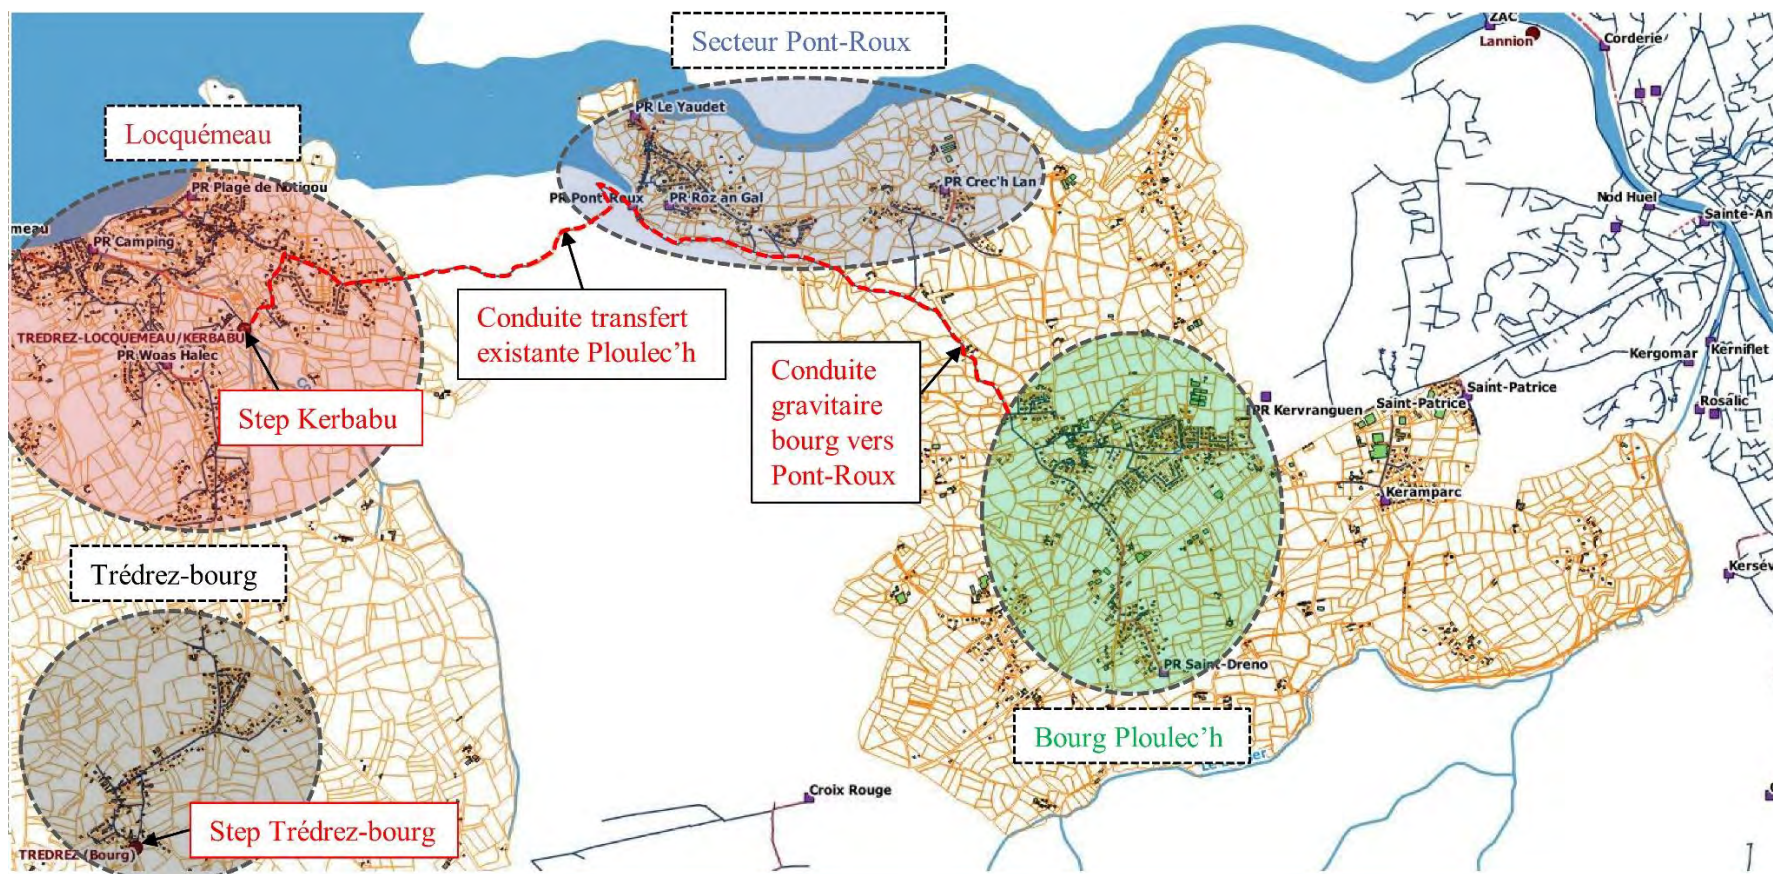 Secteur Pont-Roux
ZAC
Lannion
Corderie
PR Le Yaudet
Locquémeau
PR Plage de Notigou
PR Crec'h Lan
PR Pont-Roux
PR Roz an Gal
Nod Huel
meau
PR Camping
Conduite transfert
existante Ploulec'h
TREDREZ-LOCQUEMEAU/KERBABU
PR Woas Halec
Conduite
gravitaire
bourg vers
Pont-Roux
Kergomar
Kerniflet
Step Kerbabu
PR Kervranguen
Saint-Patrice
Saint-Patrice
Rosalic
Keramparc
Trédrez-bourg
PR Saint-Dreno
Bourg Ploulec'h
Croix Rouge
Step Trédrez-bourg
TREDREZ (Bourg)